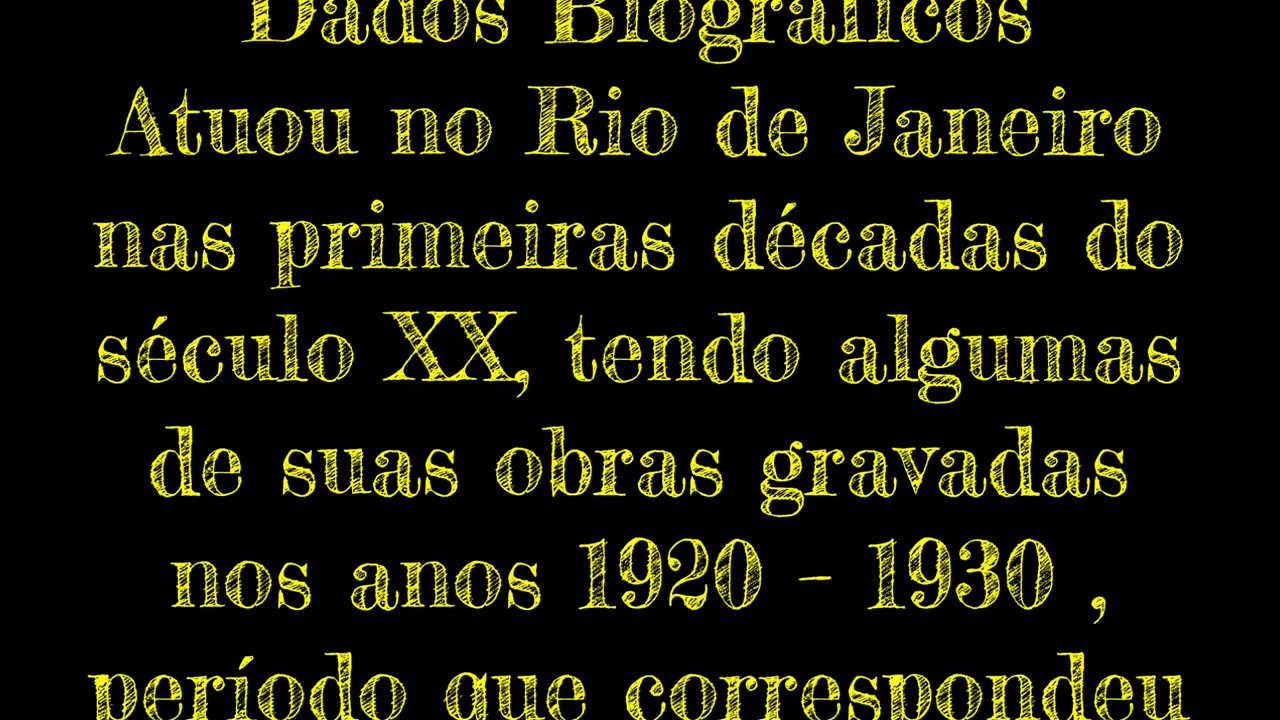 Dados Biográficos
Atuou no Rio de Janeiro
nas primeiras décadas do
século XX, tendo algumas
de suas obras gravadas
nos anos 1920 – 1930 ,
período que correspondeu